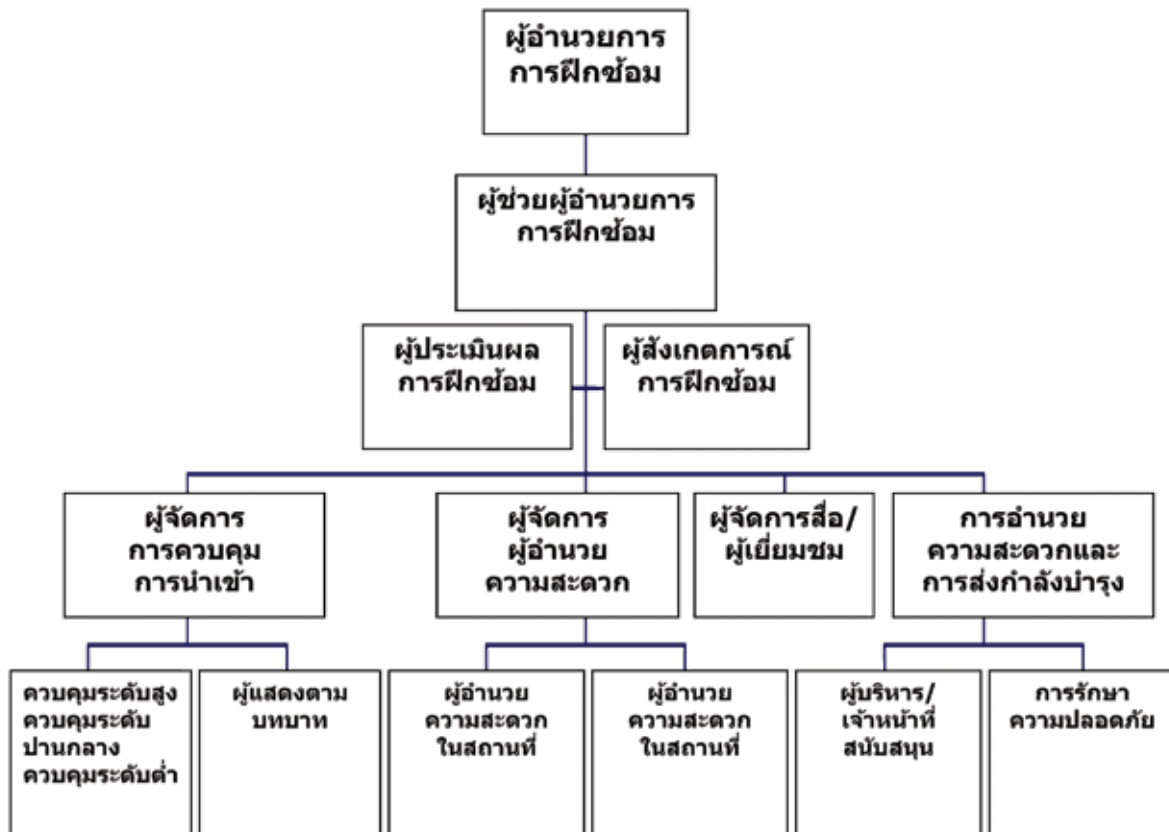 ผู้อำนวยการ
การฝึกซ้อม
ผู้ช่วยผู้อำนวยการ
การฝึกซ้อม
ผู้ประเมินผล
การฝึกซ้อม
ผู้สังเกตการณ์
การฝึกซ้อม
ผู้จัดการ
การควบคุม
การนำเข้า
ผู้จัดการ
ผู้อำนวย
ความสะดวก
ผู้จัดการสื่อ/
ผู้เยี่ยมชม
การอำนวย
ความสะดวกและ
การส่งกำลังบำรุง
ควบคุมระดับสูง
ควบคุมระดับ
ปานกลาง
ควบคุมระดับต่ำ
ผู้แสดงตาม
บทบาท
ผู้อำนวย
ความสะดวก
ในสถานที่
ผู้อำนวย
ความสะดวก
ในสถานที่
ผู้บริหาร/
เจ้าหน้าที่
สนับสนุน
การรักษา
ความปลอดภัย